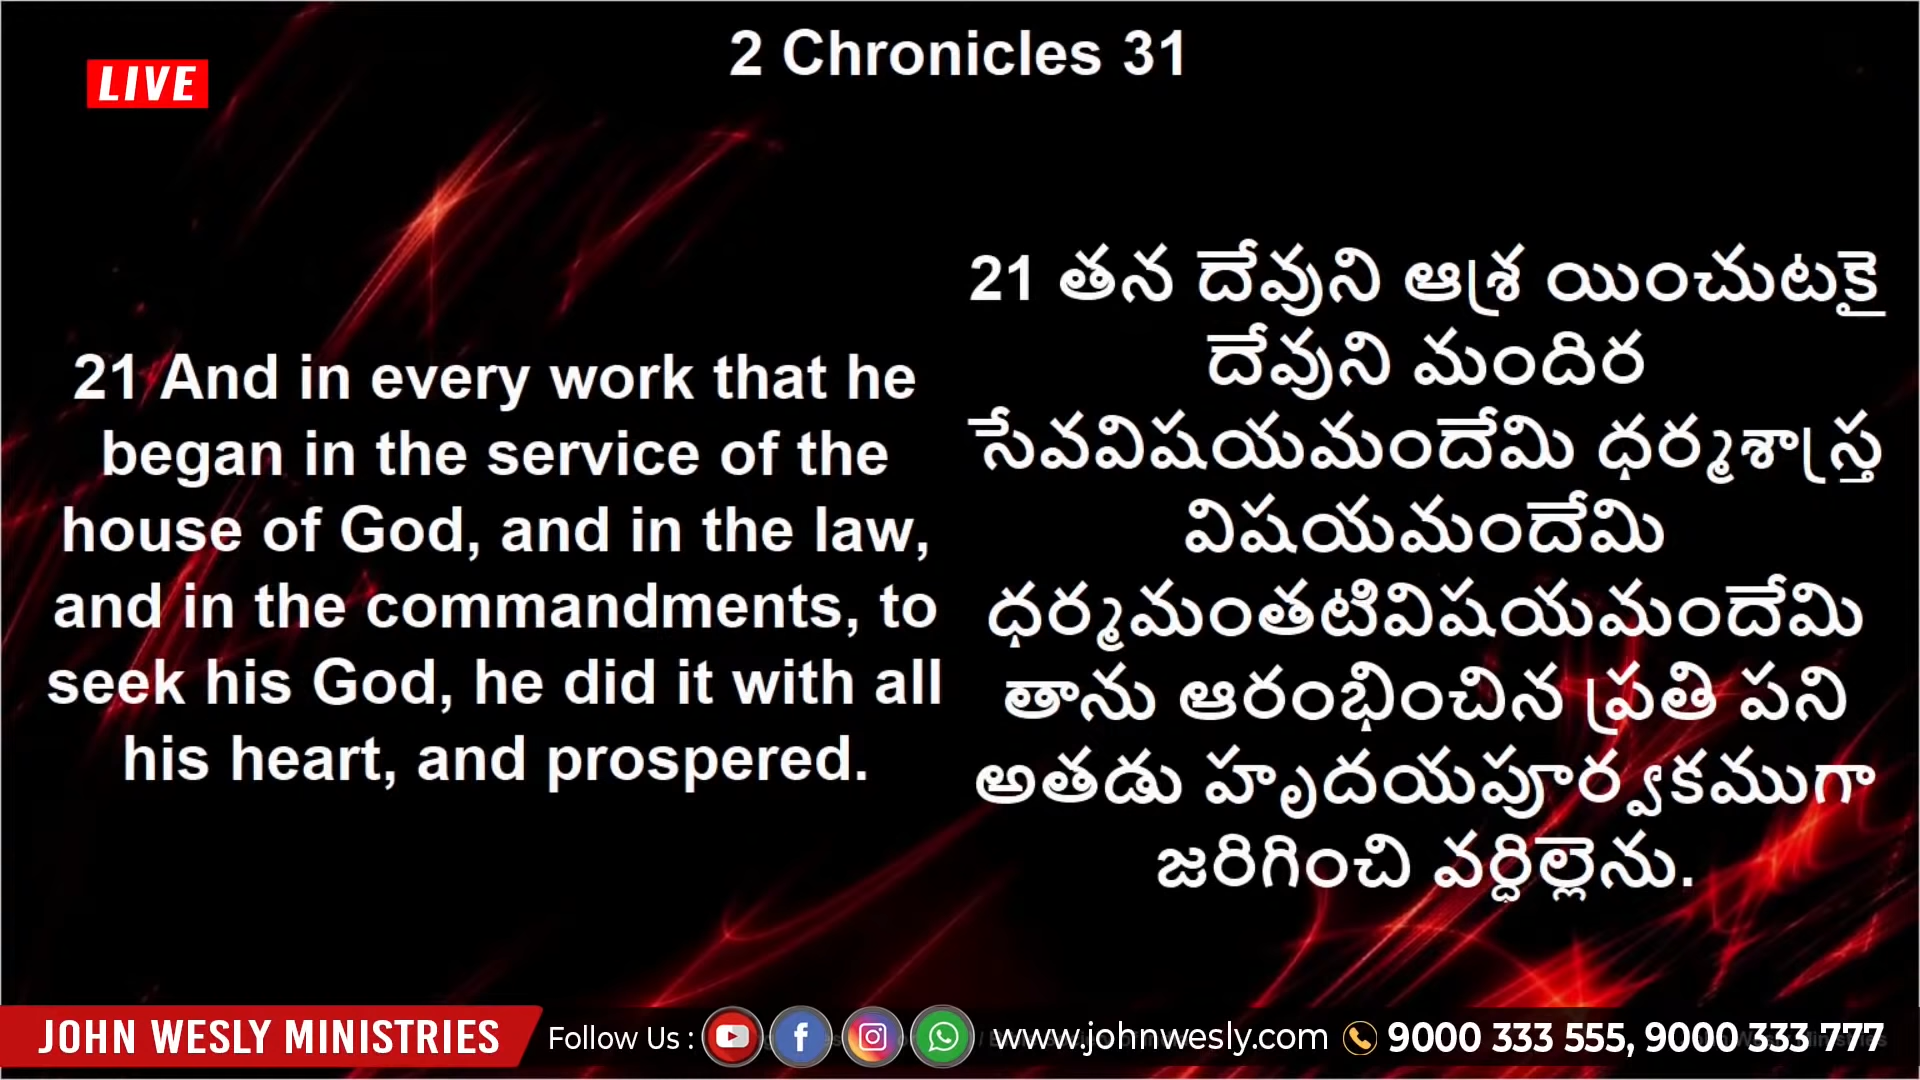 2 Chronicles 31
LIVE
21 And in every work that he
began in the service of the
house of God, and in the law,
and in the commandments, to
seek his God, he did it with all
his heart, and prospered.
21 తన దేవుని ఆశ్ర యించుటకై
దేవుని మందిర
సేవవిషయమందేమి ధర్మశాస్త్ర
విషయమందేమి
ధర్మమంతటివిషయమందేమి
తాను ఆరంభించిన ప్రతి పని
అతడు హృదయపూర్వకముగా
జరిగించి వర్ధిల్లెను.
JOHN WESLY MINISTRIES
Follow Us :
www.johnwesly.com
9000 333 555, 9000 333 777